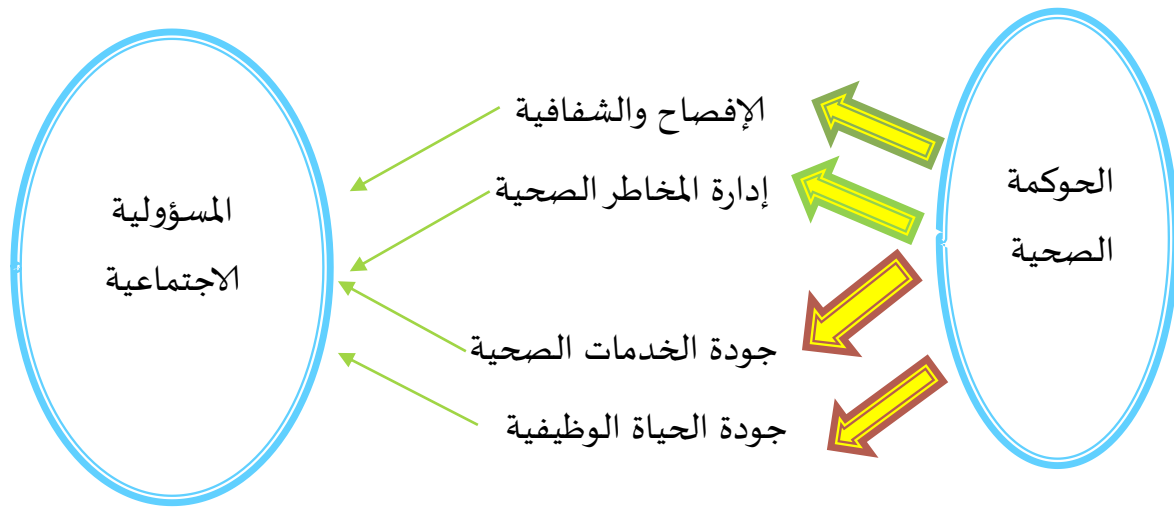 الحوكمة
الصحية
الإفصاح والشفافية
إدارة المخاطر الصحية
جودة الخدمات الصحية
جودة الحياة الوظيفية
المسؤولية
الاجتماعية